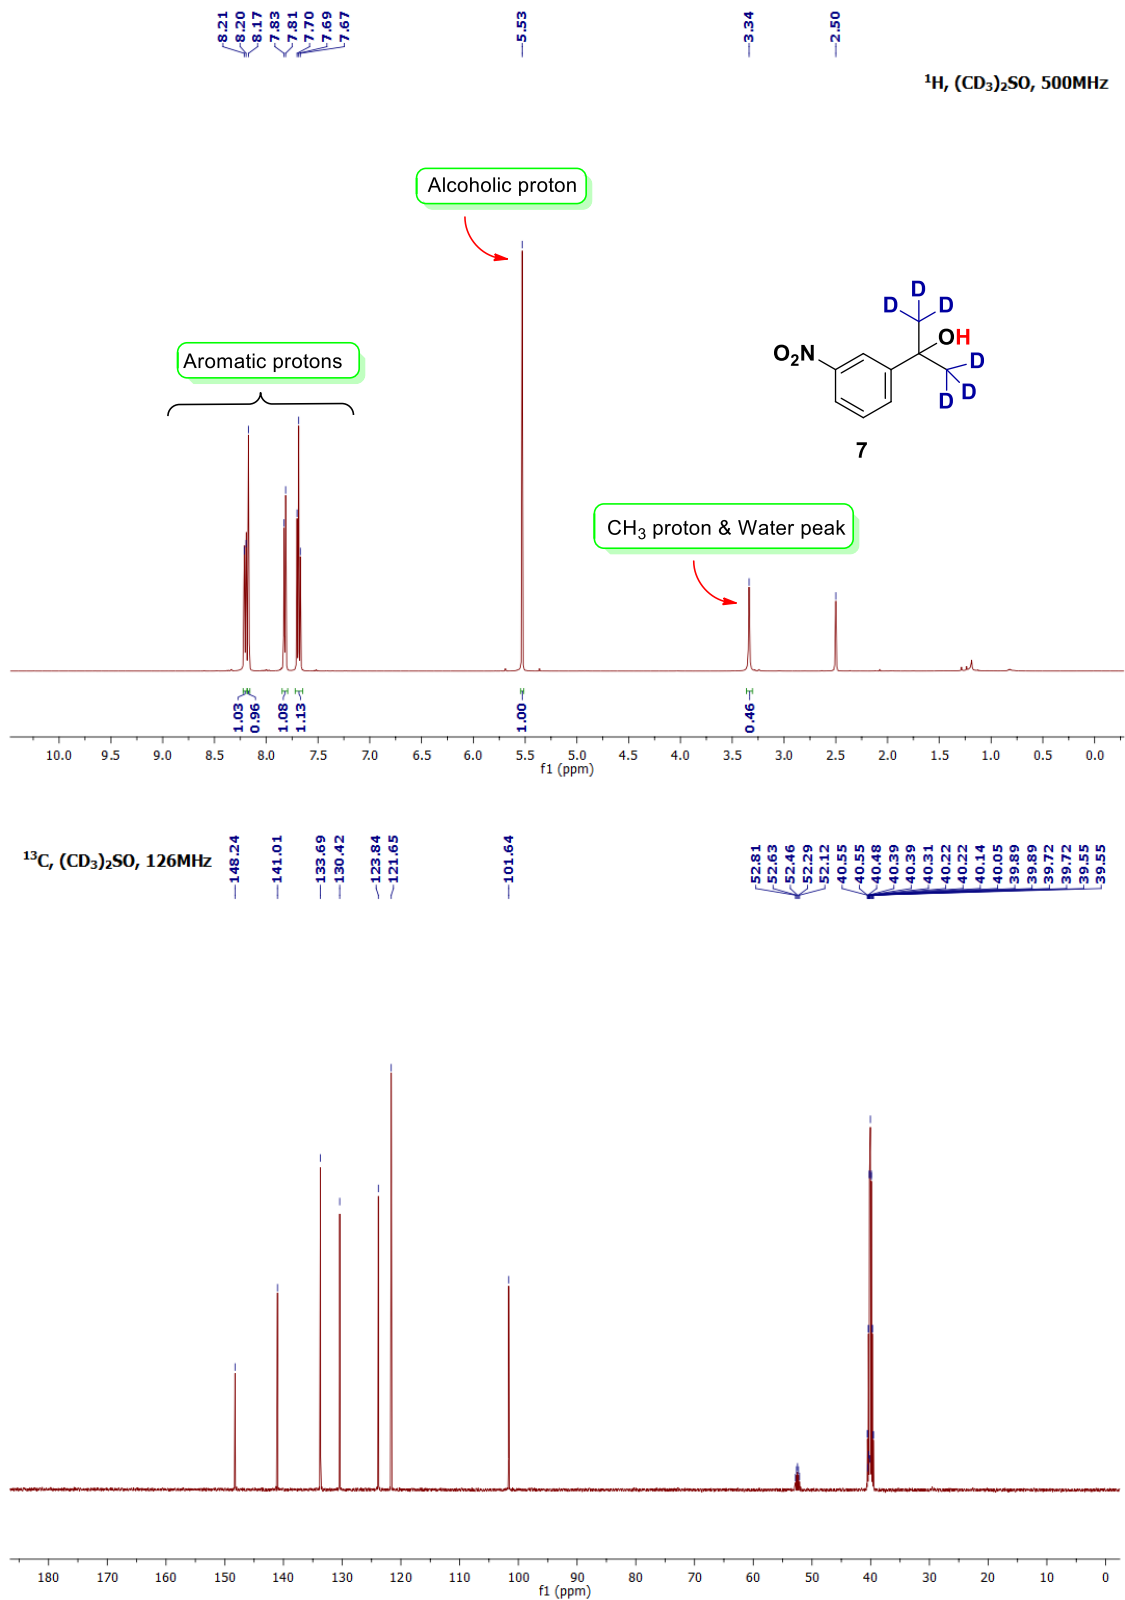 8.21
8.20
8.17
7.83
7.81
7.70
7.69
7.67
5.53
3.34
2.50
¹H, (CD₃)₂SO, 500MHz
Alcoholic proton
Aromatic protons
D
D D
OH
O₂N
D
D
D
7
CH₃ proton & Water peak
1.03
0.96
1.08
1.13
1.00
0.46
10.0 9.5 9.0 8.5 8.0 7.5 7.0 6.5 6.0 5.5 5.0 4.5 4.0 3.5 3.0 2.5 2.0 1.5 1.0 0.5 0.0
f1 (ppm)
¹³C, (CD₃)₂SO, 126MHz
148.24
141.01
133.69
130.42
123.84
121.65
101.64
52.81
52.63
52.46
52.29
52.12
40.55
40.55
40.48
40.39
40.39
40.31
40.22
40.22
40.14
40.05
39.89
39.89
39.72
39.72
39.55
39.55
180 170 160 150 140 130 120 110 100 90 80 70 60 50 40 30 20 10 0
f1 (ppm)